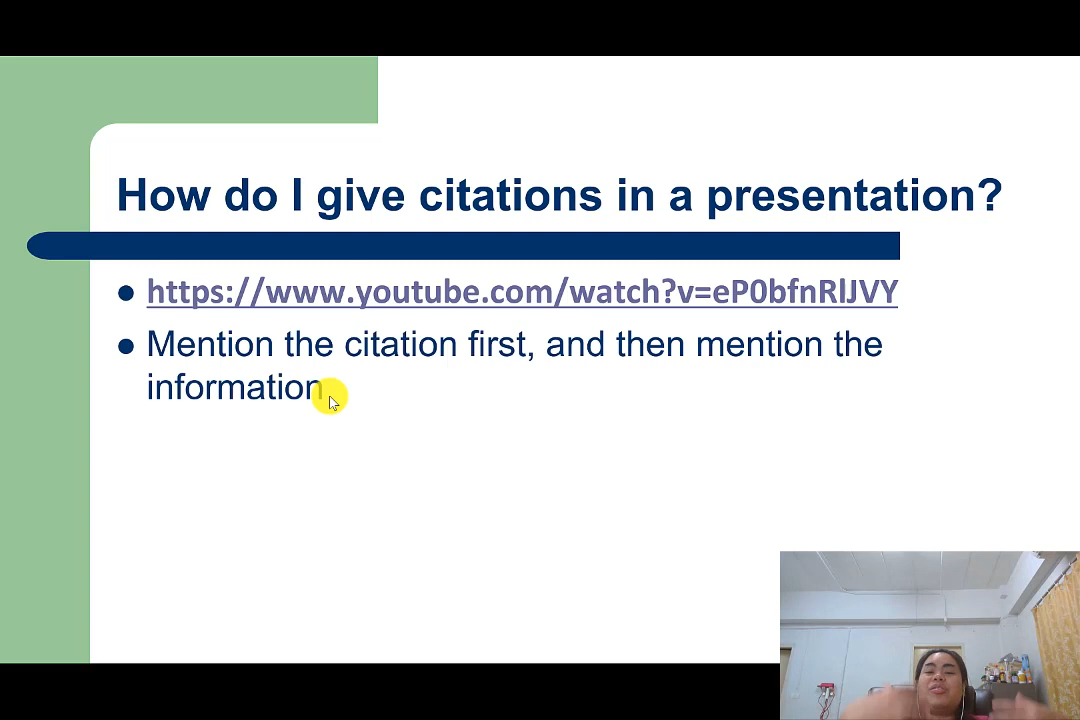 How do I give citations in a presentation?
https://www.youtube.com/watch?v=eP0bfnRlJVY
Mention the citation first, and then mention the
information.